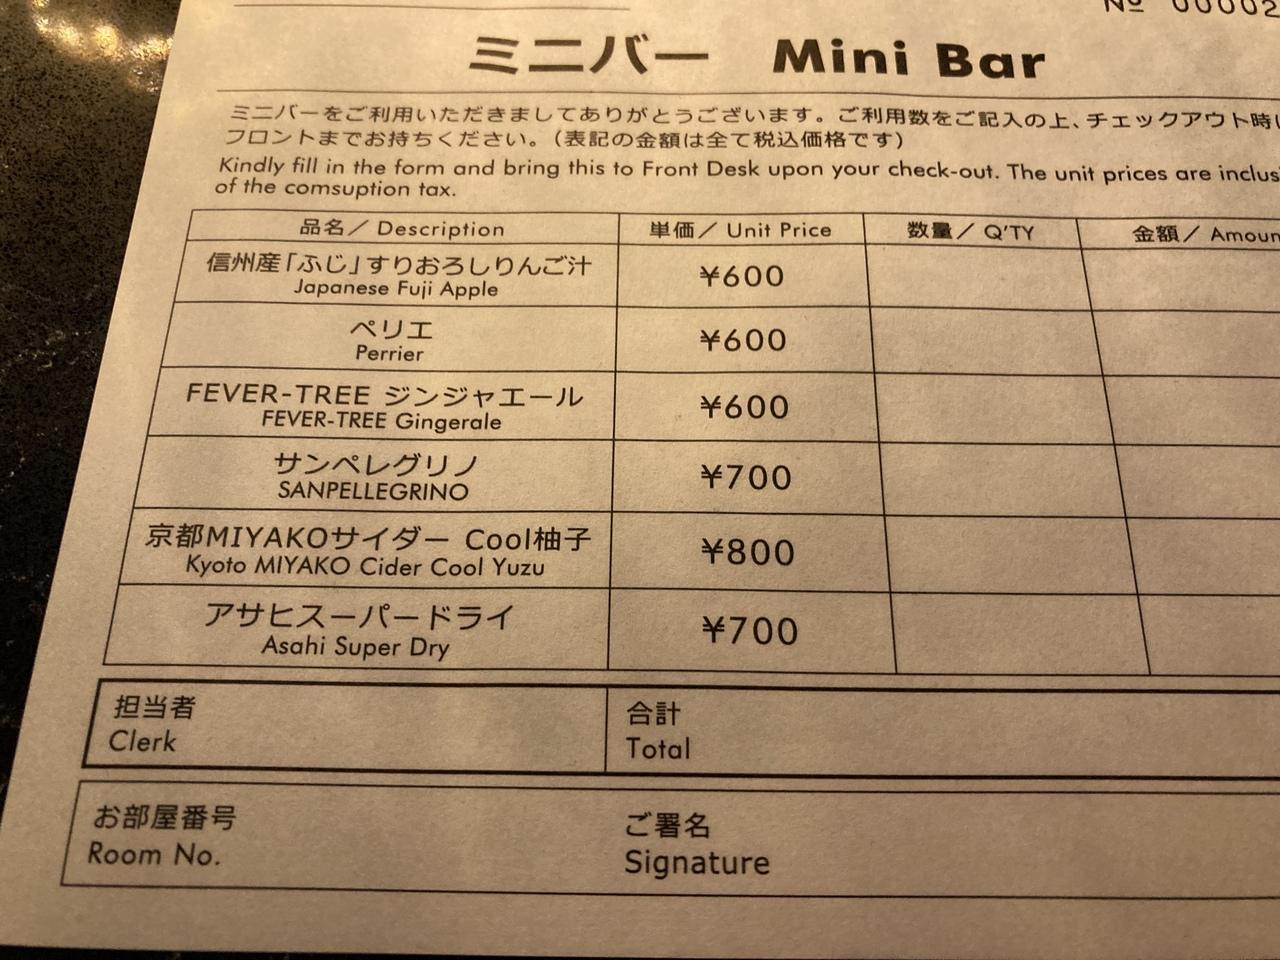 No 00002
ミニバー Mini Bar
ミニバーをご利用いただきましてありがとうございます。ご利用数をご記入の上、チェックアウト時に
フロントまでお持ちください。（表記の金額は全て税込価格です）
Kindly fill in the form and bring this to Front Desk upon your check-out. The unit prices are inclusi
of the comsuption tax.
品名／ Description 単価／ Unit Price 数量／ Q'TY 金額／ Amoun
信州産「ふじ」すりおろしりんご汁
Japanese Fuji Apple
¥600
ペリエ
Perrier
¥600
FEVER-TREE ジンジャエール
FEVER-TREE Gingerale
¥600
サンペレグリノ
SANPELLEGRINO
¥700
京都MIYAKOサイダー Cool柚子
Kyoto MIYAKO Cider Cool Yuzu
¥800
アサヒスーパードライ
Asahi Super Dry
¥700
担当者
Clerk
合計
Total
お部屋番号
Room No.
ご署名
Signature